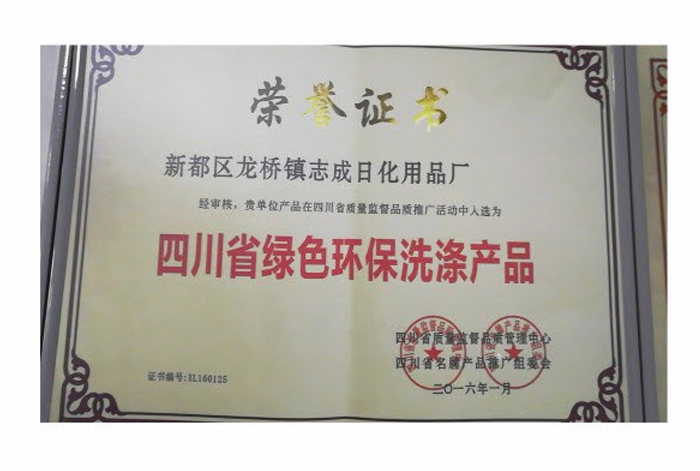 荣誉证书
新都区龙桥镇志成日化用品厂
经审核，贵单位产品在四川省质量监督品质推广活动中入选为
四川省绿色环保洗涤产品
四川省质量监督品质管理中心
四川省名牌产品推广组委会
证书编号:XL160125
二〇一六年一月